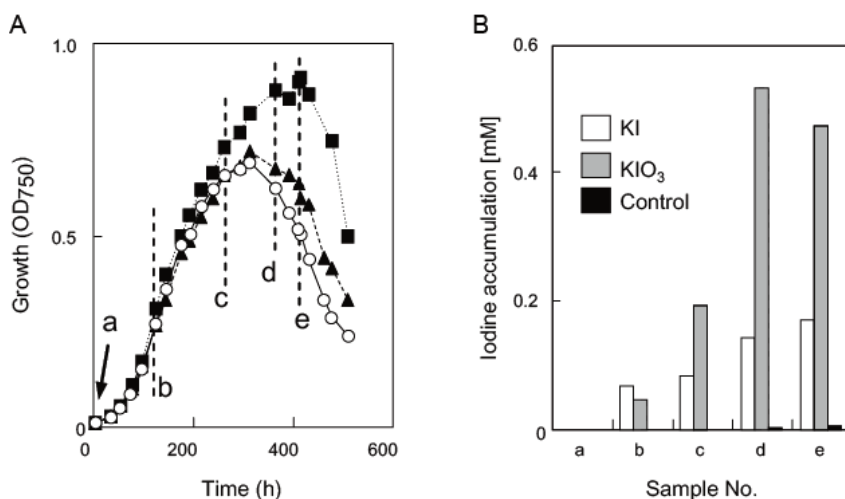 A
Growth (OD750)
1.0
0.5
0
a
b
c
d
e
0
200
400
600
Time (h)
B
Iodine accumulation [mM]
0.6
0.4
0.2
0
KI
KIO3
Control
a
b
c
d
e
Sample No.